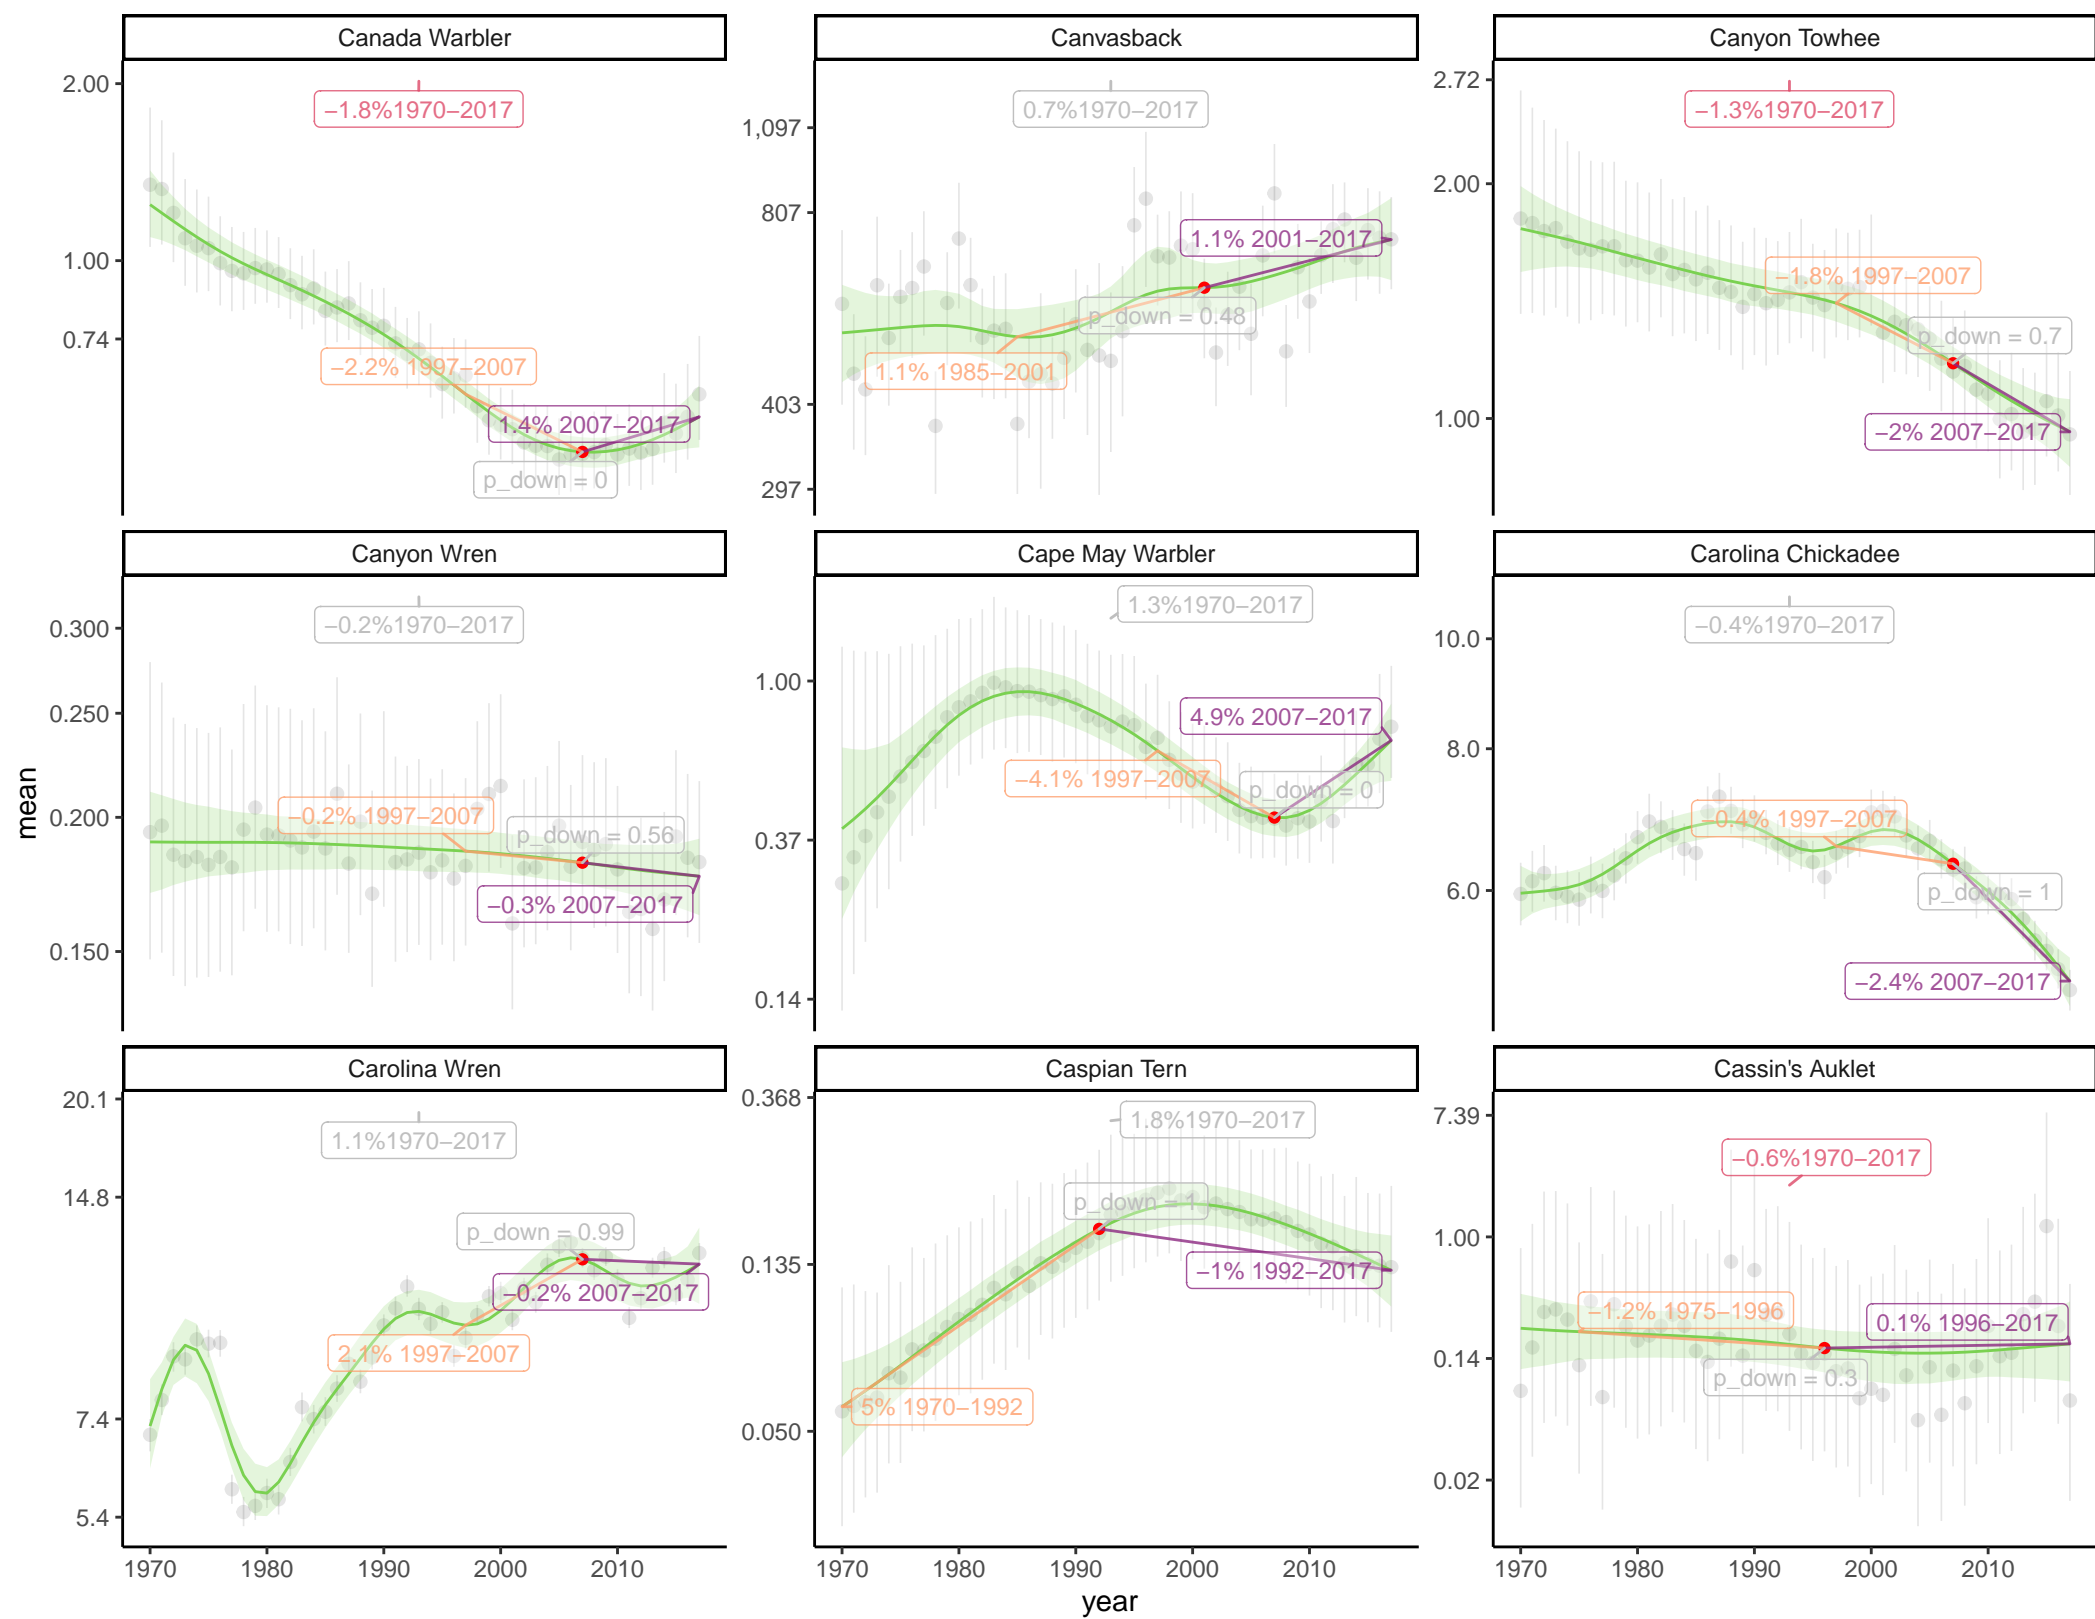 Canada Warbler
2.00
1.00
0.74
−1.8%1970−2017
−2.2% 1997−2007
1.4% 2007−2017
p_down = 0
Canvasback
1,097
807
403
297
0.7%1970−2017
1.1% 2001−2017
p_down = 0.48
1.1% 1985−2001
Canyon Towhee
2.72
2.00
1.00
−1.3%1970−2017
−1.8% 1997−2007
p_down = 0.7
−2% 2007−2017
mean
Canyon Wren
0.300
0.250
0.200
0.150
−0.2%1970−2017
−0.2% 1997−2007
p_down = 0.56
−0.3% 2007−2017
Cape May Warbler
1.00
0.37
0.14
1.3%1970−2017
4.9% 2007−2017
−4.1% 1997−2007
p_down = 0
Carolina Chickadee
10.0
8.0
6.0
−0.4%1970−2017
−0.4% 1997−2007
p_down = 1
−2.4% 2007−2017
Carolina Wren
20.1
14.8
7.4
5.4
1.1%1970−2017
p_down = 0.99
−0.2% 2007−2017
2.1% 1997−2007
1970 1980 1990 2000 2010
Caspian Tern
0.368
0.135
0.050
1.8%1970−2017
p_down = 1
−1% 1992−2017
5% 1970−1992
1970 1980 1990 2000 2010
Cassin's Auklet
7.39
1.00
0.14
0.02
−0.6%1970−2017
−1.2% 1975−1996
0.1% 1996−2017
p_down = 0.3
1970 1980 1990 2000 2010
year